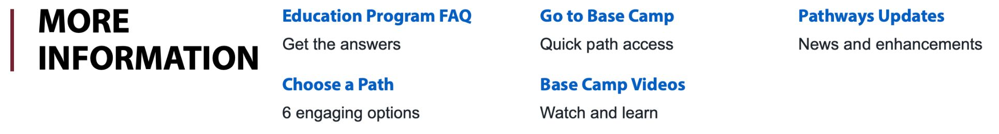 MORE
INFORMATION
Education Program FAQ
Get the answers
Go to Base Camp
Quick path access
Pathways Updates
News and enhancements
Choose a Path
6 engaging options
Base Camp Videos
Watch and learn